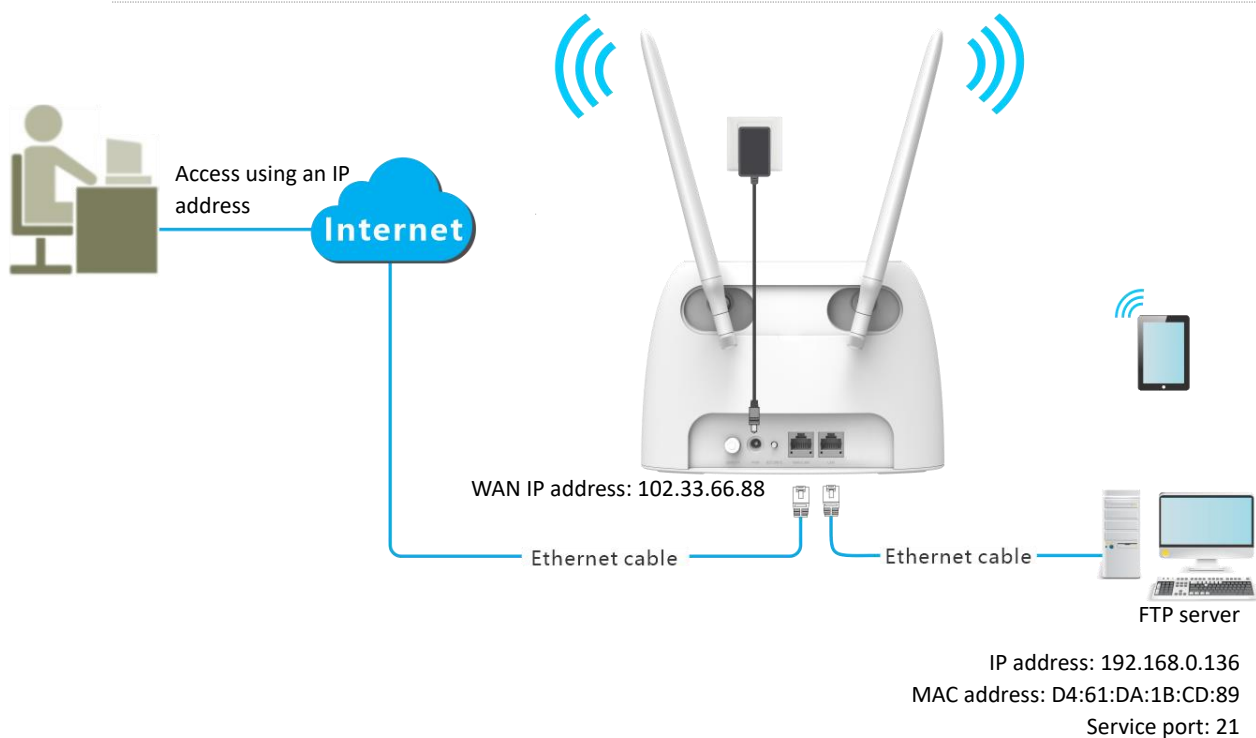 Access using an IP
address
Internet
WAN IP address: 102.33.66.88
Ethernet cable
Ethernet cable
FTP server
IP address: 192.168.0.136
MAC address: D4:61:DA:1B:CD:89
Service port: 21